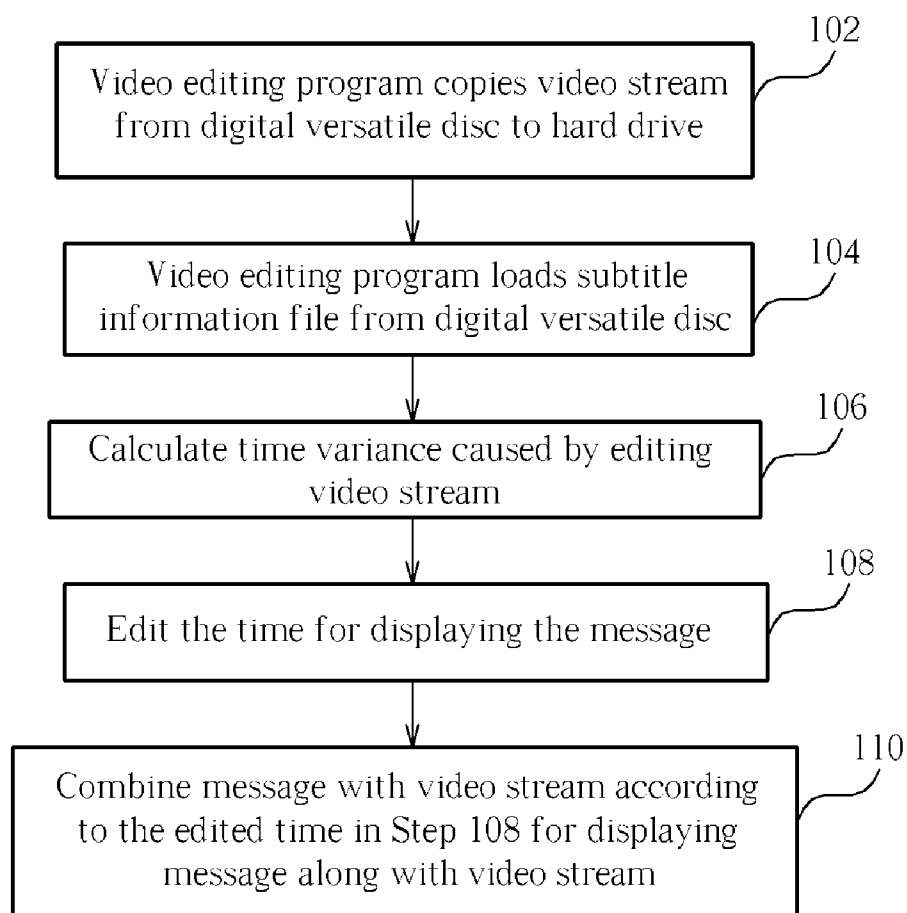 102
Video editing program copies video stream
from digital versatile disc to hard drive
104
Video editing program loads subtitle
information file from digital versatile disc
106
Calculate time variance caused by editing
video stream
108
Edit the time for displaying the message
110
Combine message with video stream according
to the edited time in Step 108 for displaying
message along with video stream